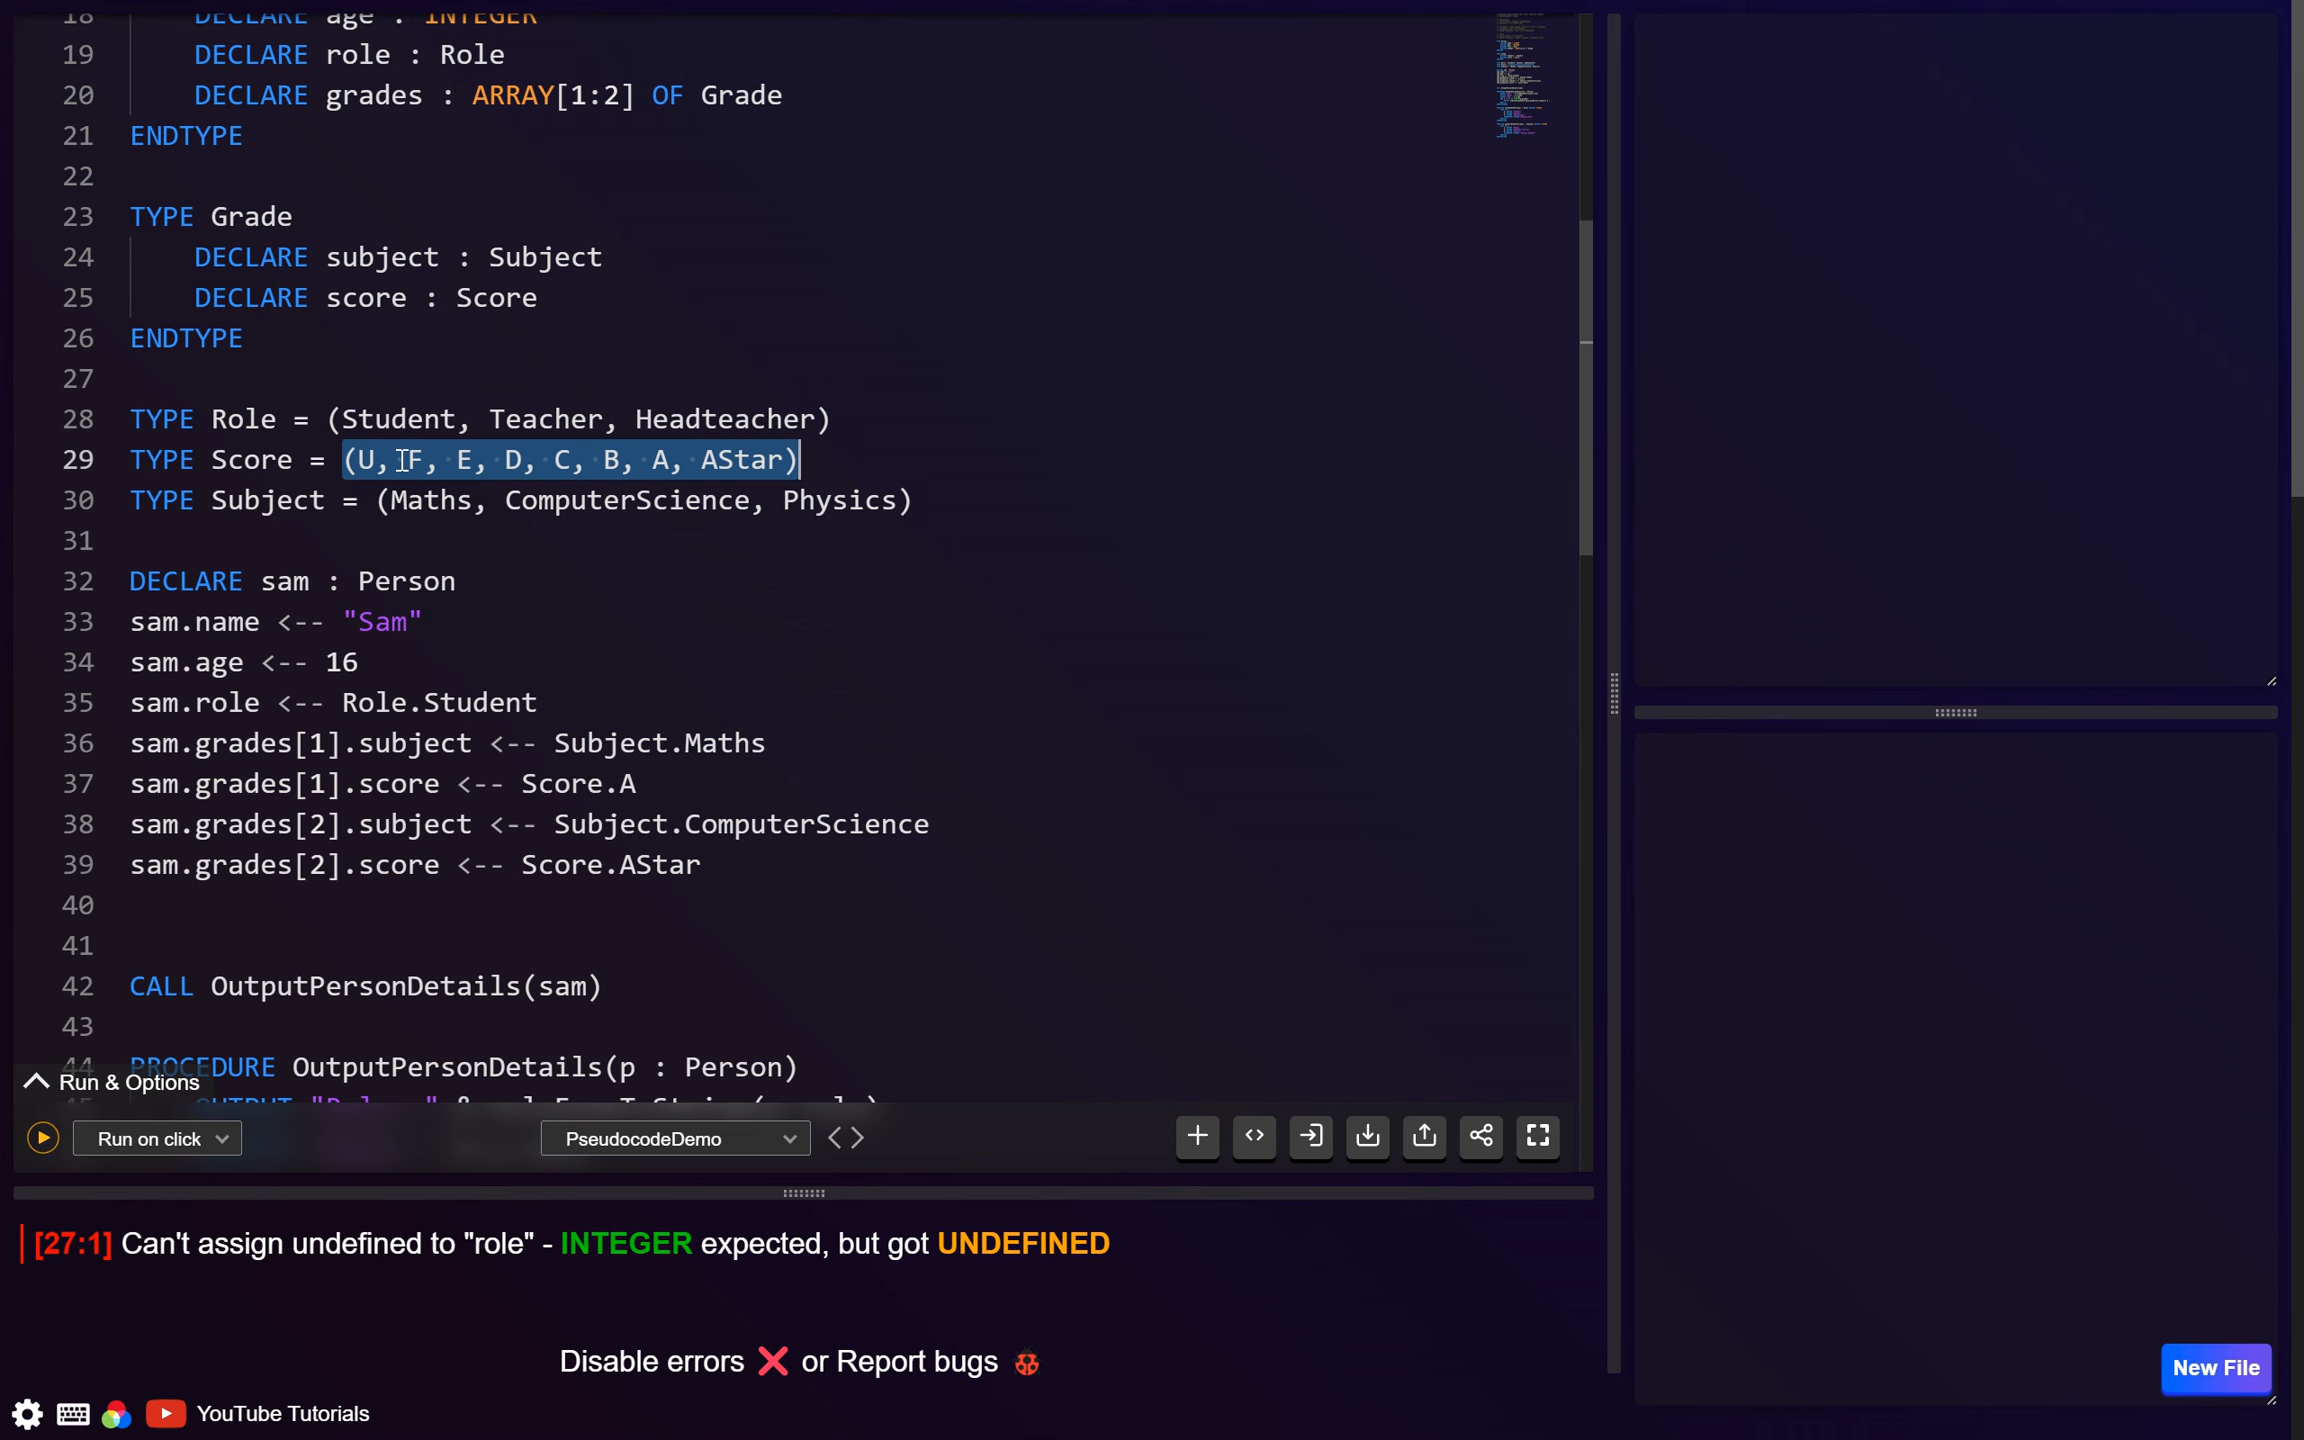 18 DECLARE age : INTEGER
19 DECLARE role : Role
20 DECLARE grades : ARRAY[1:2] OF Grade
21 ENDTYPE
22
23 TYPE Grade
24 DECLARE subject : Subject
25 DECLARE score : Score
26 ENDTYPE
27
28 TYPE Role = (Student, Teacher, Headteacher)
29 TYPE Score = (U, F, E, D, C, B, A, AStar)
30 TYPE Subject = (Maths, ComputerScience, Physics)
31
32 DECLARE sam : Person
33 sam.name <-- "Sam"
34 sam.age <-- 16
35 sam.role <-- Role.Student
36 sam.grades[1].subject <-- Subject.Maths
37 sam.grades[1].score <-- Score.A
38 sam.grades[2].subject <-- Subject.ComputerScience
39 sam.grades[2].score <-- Score.AStar
40
41
42 CALL OutputPersonDetails(sam)
43
44 PROCEDURE OutputPersonDetails(p : Person)
Run & Options
45 OUTPUT
Run on click
PseudocodeDemo
[27:1] Can't assign undefined to "role" - INTEGER expected, but got UNDEFINED
Disable errors ❌ or Report bugs 🐞
New File
YouTube Tutorials